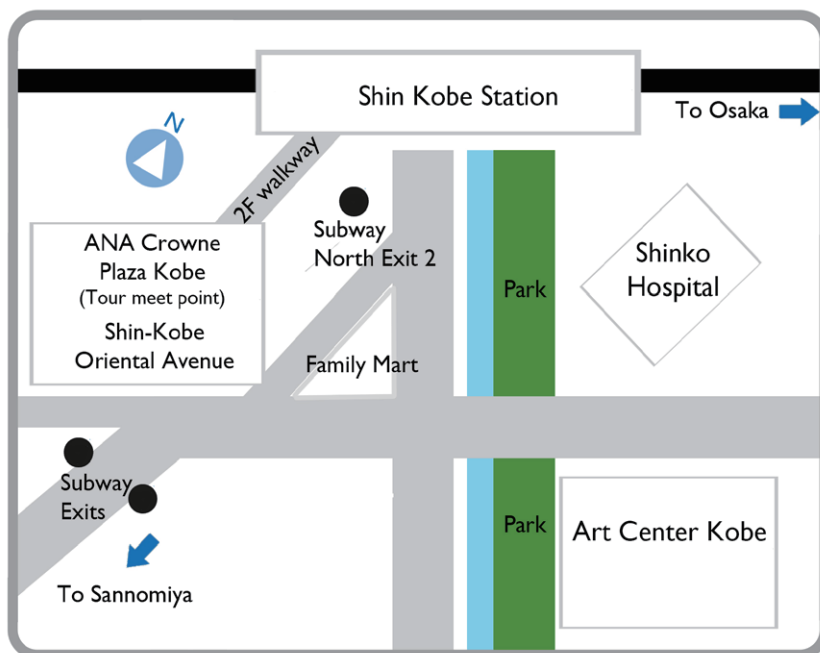 Shin Kobe Station
To Osaka
N
2F walkway
ANA Crowne
Plaza Kobe
(Tour meet point)
Shin-Kobe
Oriental Avenue
Subway
North Exit 2
Park
Shinko
Hospital
Family Mart
Subway
Exits
To Sannomiya
Park
Art Center Kobe